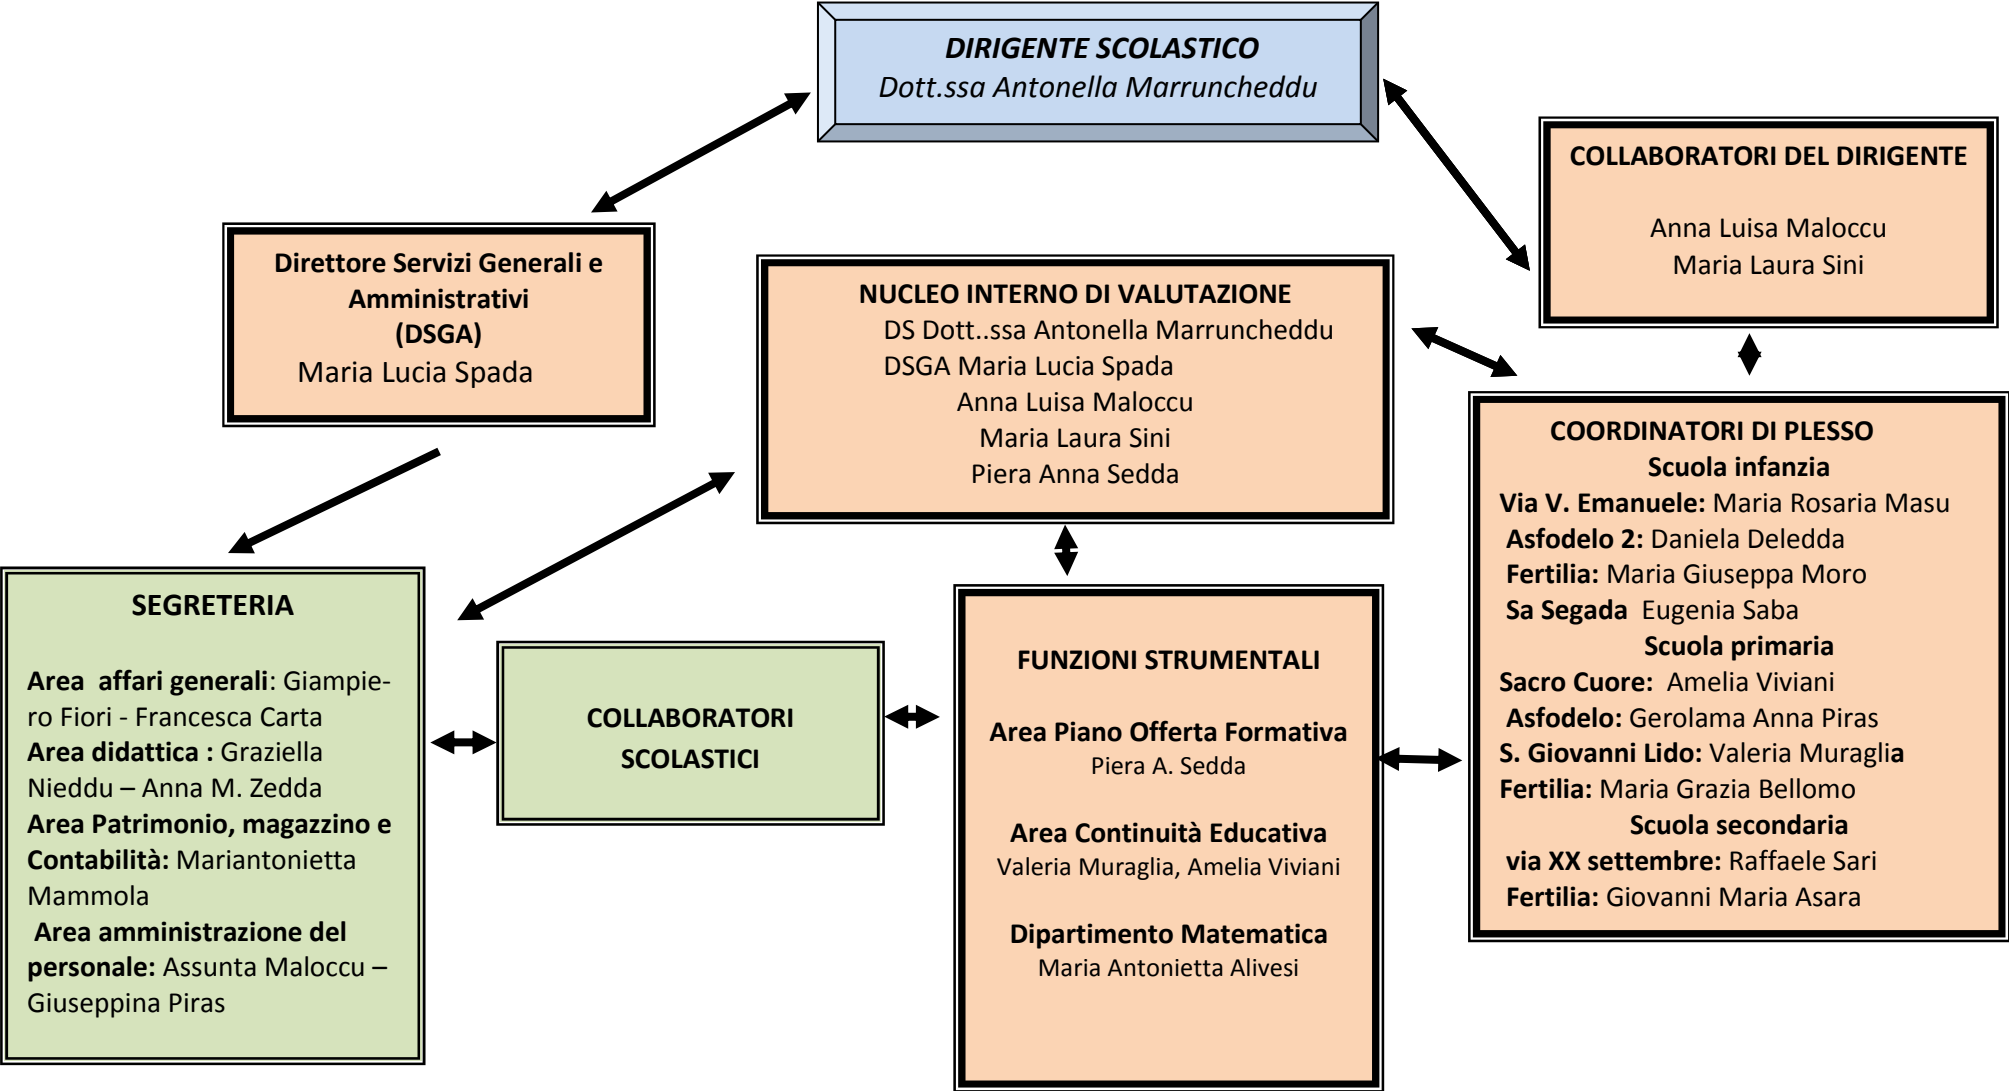 DIRIGENTE SCOLASTICO
Dott.ssa Antonella Marruncheddu
COLLABORATORI DEL DIRIGENTE
Anna Luisa Maloccu
Maria Laura Sini
Direttore Servizi Generali e
Amministrativi
(DSGA)
Maria Lucia Spada
NUCLEO INTERNO DI VALUTAZIONE
DS Dott..ssa Antonella Marruncheddu
DSGA Maria Lucia Spada
Anna Luisa Maloccu
Maria Laura Sini
Piera Anna Sedda
COORDINATORI DI PLESSO
Scuola infanzia
Via V. Emanuele: Maria Rosaria Masu
Asfodelo 2: Daniela Deledda
Fertilia: Maria Giuseppa Moro
Sa Segada  Eugenia Saba
Scuola primaria
Sacro Cuore:  Amelia Viviani
Asfodelo: Gerolama Anna Piras
S. Giovanni Lido: Valeria Muraglia
Fertilia: Maria Grazia Bellomo
Scuola secondaria
via XX settembre: Raffaele Sari
Fertilia: Giovanni Maria Asara
SEGRETERIA
Area  affari generali: Giampie-
ro Fiori - Francesca Carta
Area didattica : Graziella
Nieddu – Anna M. Zedda
Area Patrimonio, magazzino e
Contabilità: Mariantonietta
Mammola
Area amministrazione del
personale: Assunta Maloccu –
Giuseppina Piras
COLLABORATORI
SCOLASTICI
FUNZIONI STRUMENTALI
Area Piano Offerta Formativa
Piera A. Sedda
Area Continuità Educativa
Valeria Muraglia, Amelia Viviani
Dipartimento Matematica
Maria Antonietta Alivesi